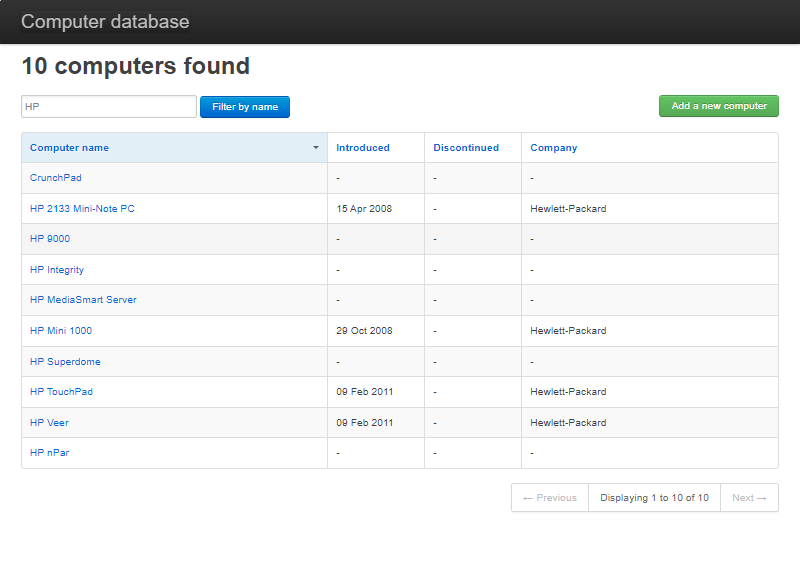 Computer database
10 computers found
HP Filter by name Add a new computer
Computer name Introduced Discontinued Company
CrunchPad - - -
HP 2133 Mini-Note PC 15 Apr 2008 - Hewlett-Packard
HP 9000 - - -
HP Integrity - - -
HP MediaSmart Server - - -
HP Mini 1000 29 Oct 2008 - Hewlett-Packard
HP Superdome - - -
HP TouchPad 09 Feb 2011 - Hewlett-Packard
HP Veer 09 Feb 2011 - Hewlett-Packard
HP nPar - - -
← Previous Displaying 1 to 10 of 10 Next →